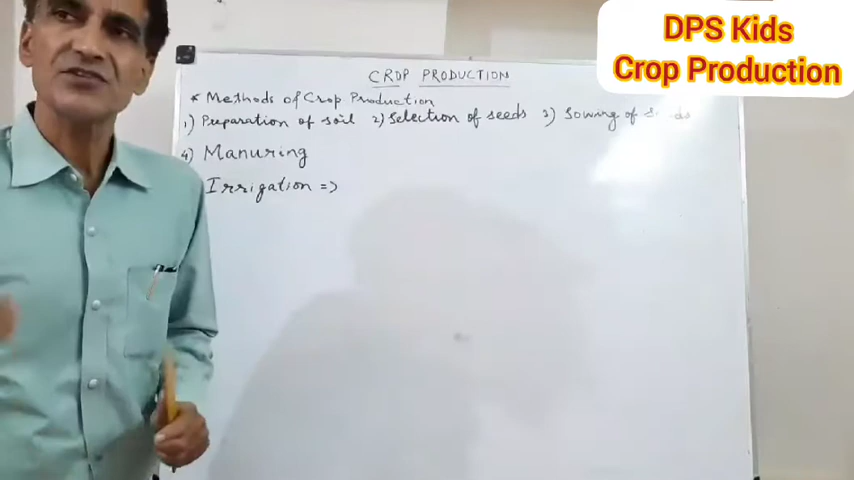 DPS Kids
Crop Production
CROP PRODUCTION
* Methods of Crop Production
1) Preparation of soil 2) Selection of seeds 3) Sowing of
4) Manuring
Irrigation =>